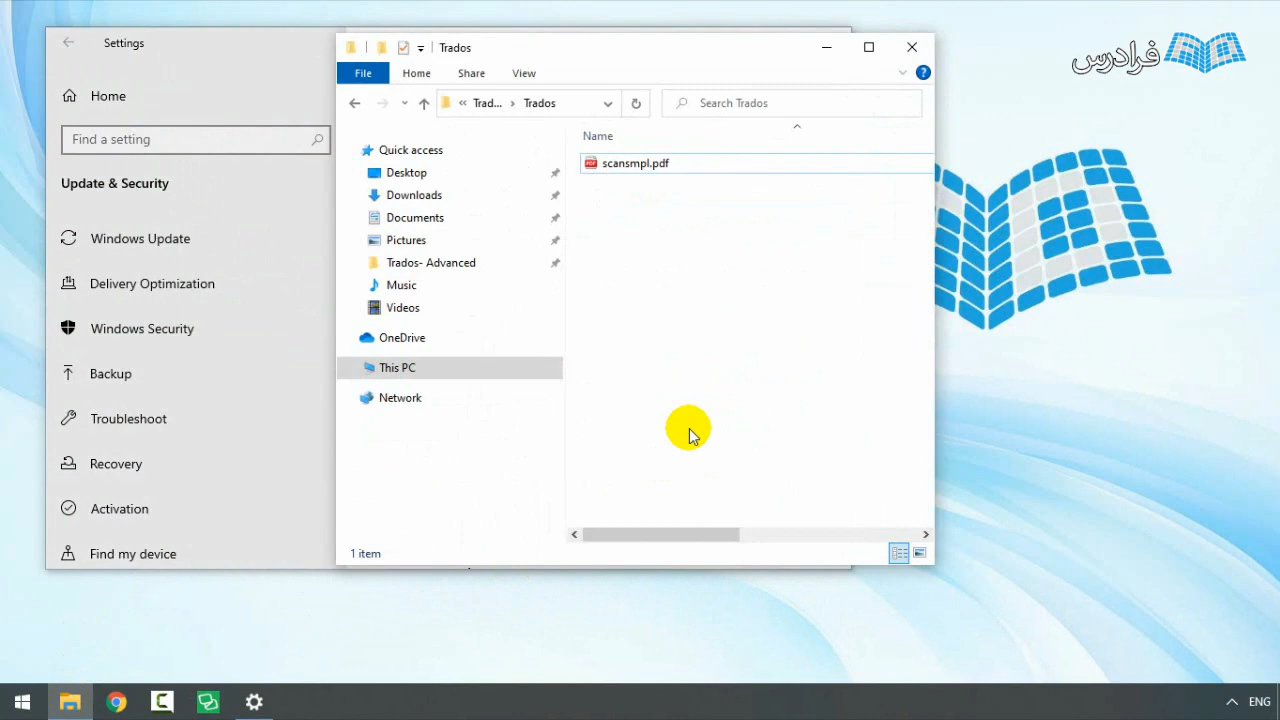 Settings
Home
Find a setting
Update & Security
Windows Update
Delivery Optimization
Windows Security
Backup
Troubleshoot
Recovery
Activation
Find my device
Trados
File Home Share View
« Trad... › Trados
Search Trados
Quick access
Desktop
Downloads
Documents
Pictures
Trados- Advanced
Music
Videos
OneDrive
This PC
Network
Name
PDF scansmpl.pdf
1 item
فرادرس
ENG